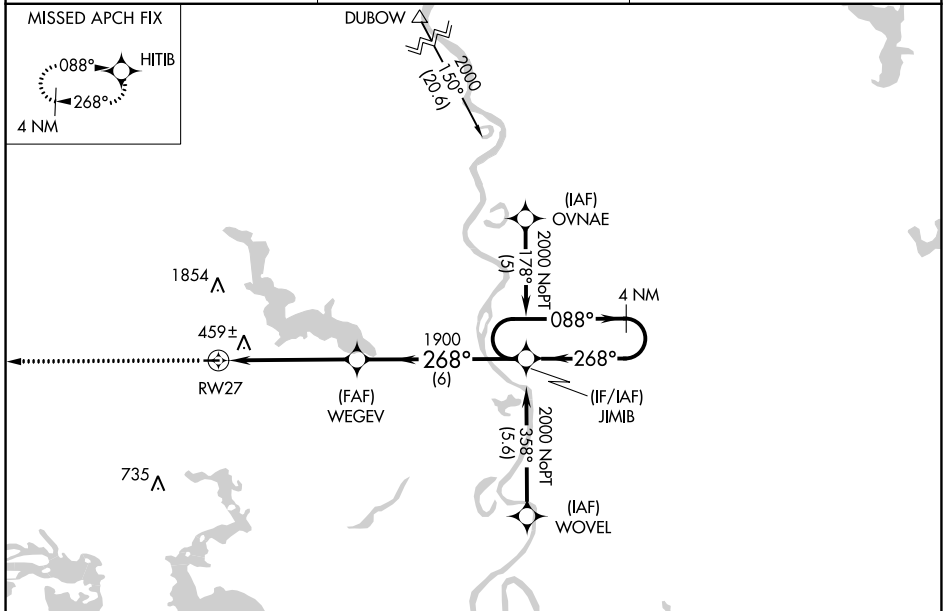 MISSED APCH FIX
HITIB
088°
268°
4 NM
DUBOW
2000
150°
(20.6)
(IAF)
OVNAE
2000 NoPT
178°
(5)
4 NM
088°
268°
1854
459±
1900
268°
(6)
RW27
(FAF)
WEGEV
(IF/IAF)
JIMIB
2000 NoPT
358°
(5.6)
735
(IAF)
WOVEL